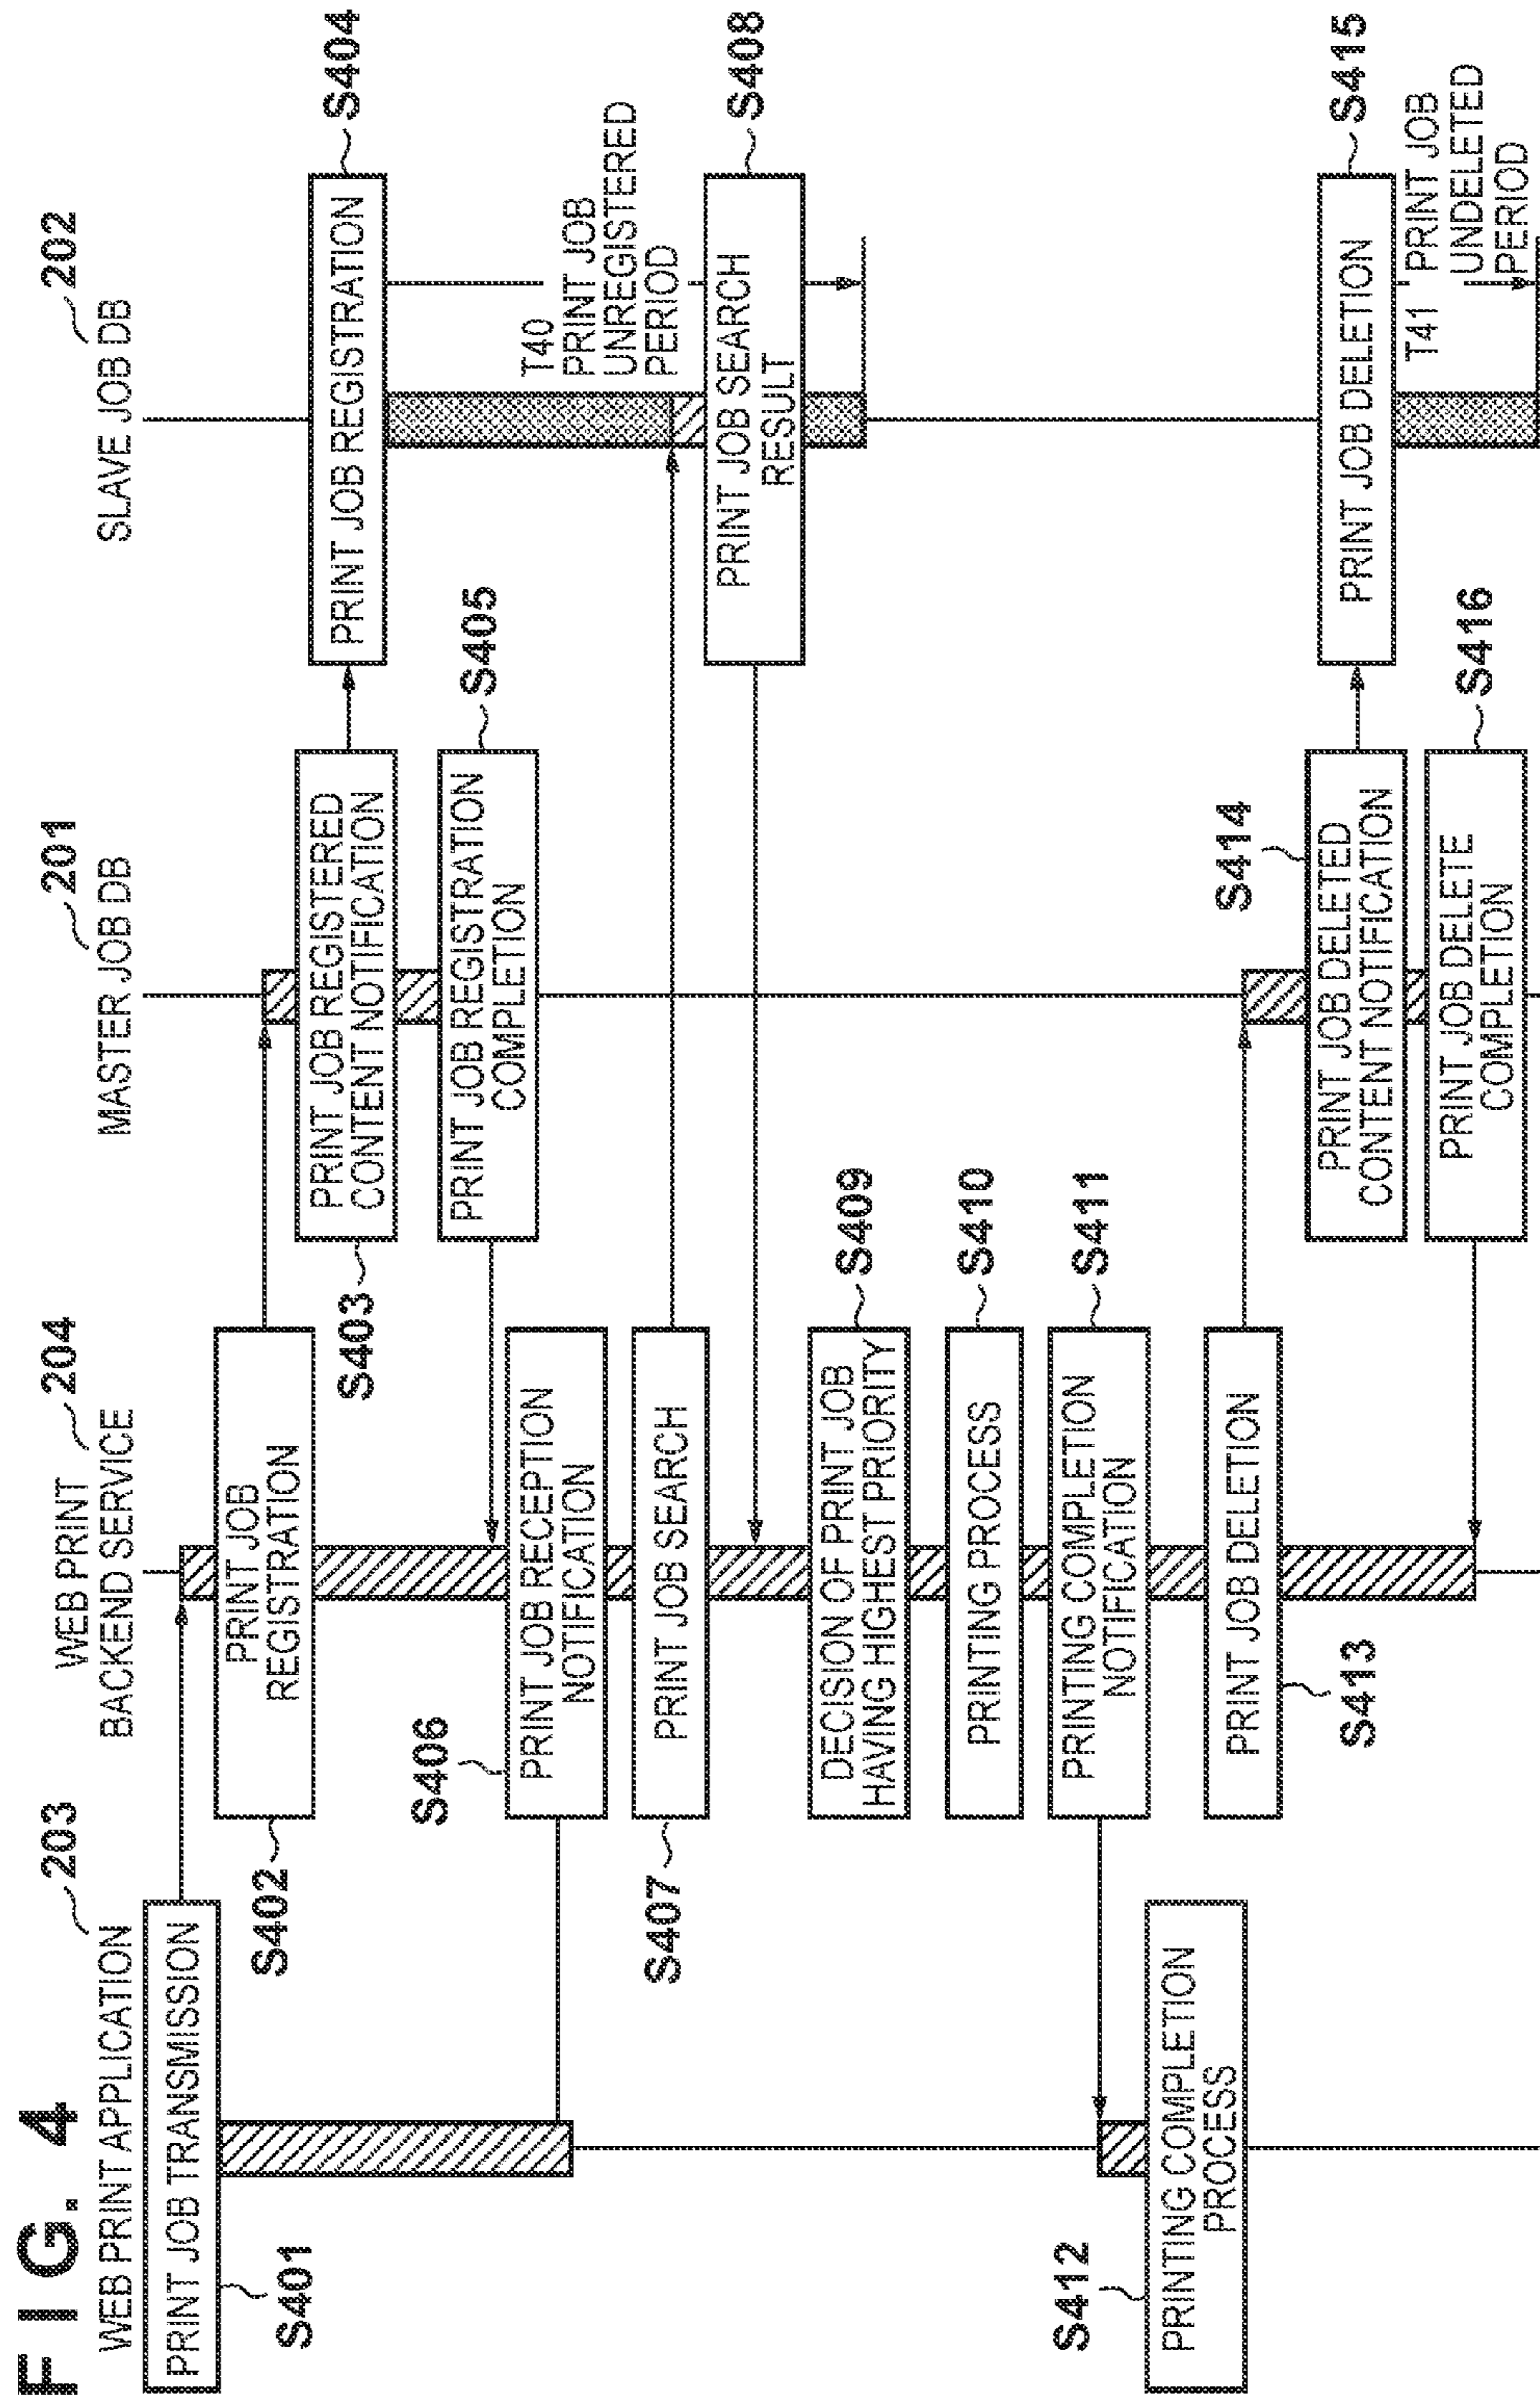 FIG. 4
WEB PRINT APPLICATION
203
WEB PRINT
BACKEND SERVICE
204
MASTER JOB DB
201
SLAVE JOB DB
202
PRINT JOB TRANSMISSION
S401
PRINT JOB
REGISTRATION
S402
PRINT JOB REGISTERED
CONTENT NOTIFICATION
S403
PRINT JOB REGISTRATION
S404
PRINT JOB REGISTRATION
COMPLETION
S405
T40
PRINT JOB
UNREGISTERED
PERIOD
PRINT JOB RECEPTION
NOTIFICATION
S406
PRINT JOB SEARCH
S407
PRINT JOB SEARCH
RESULT
S408
DECISION OF PRINT JOB
HAVING HIGHEST PRIORITY
S409
PRINTING PROCESS
S410
PRINTING COMPLETION
NOTIFICATION
S411
PRINTING COMPLETION
PROCESS
S412
PRINT JOB DELETION
S413
PRINT JOB DELETED
CONTENT NOTIFICATION
S414
PRINT JOB DELETION
S415
PRINT JOB DELETE
COMPLETION
S416
T41 PRINT JOB
UNDELETED
PERIOD